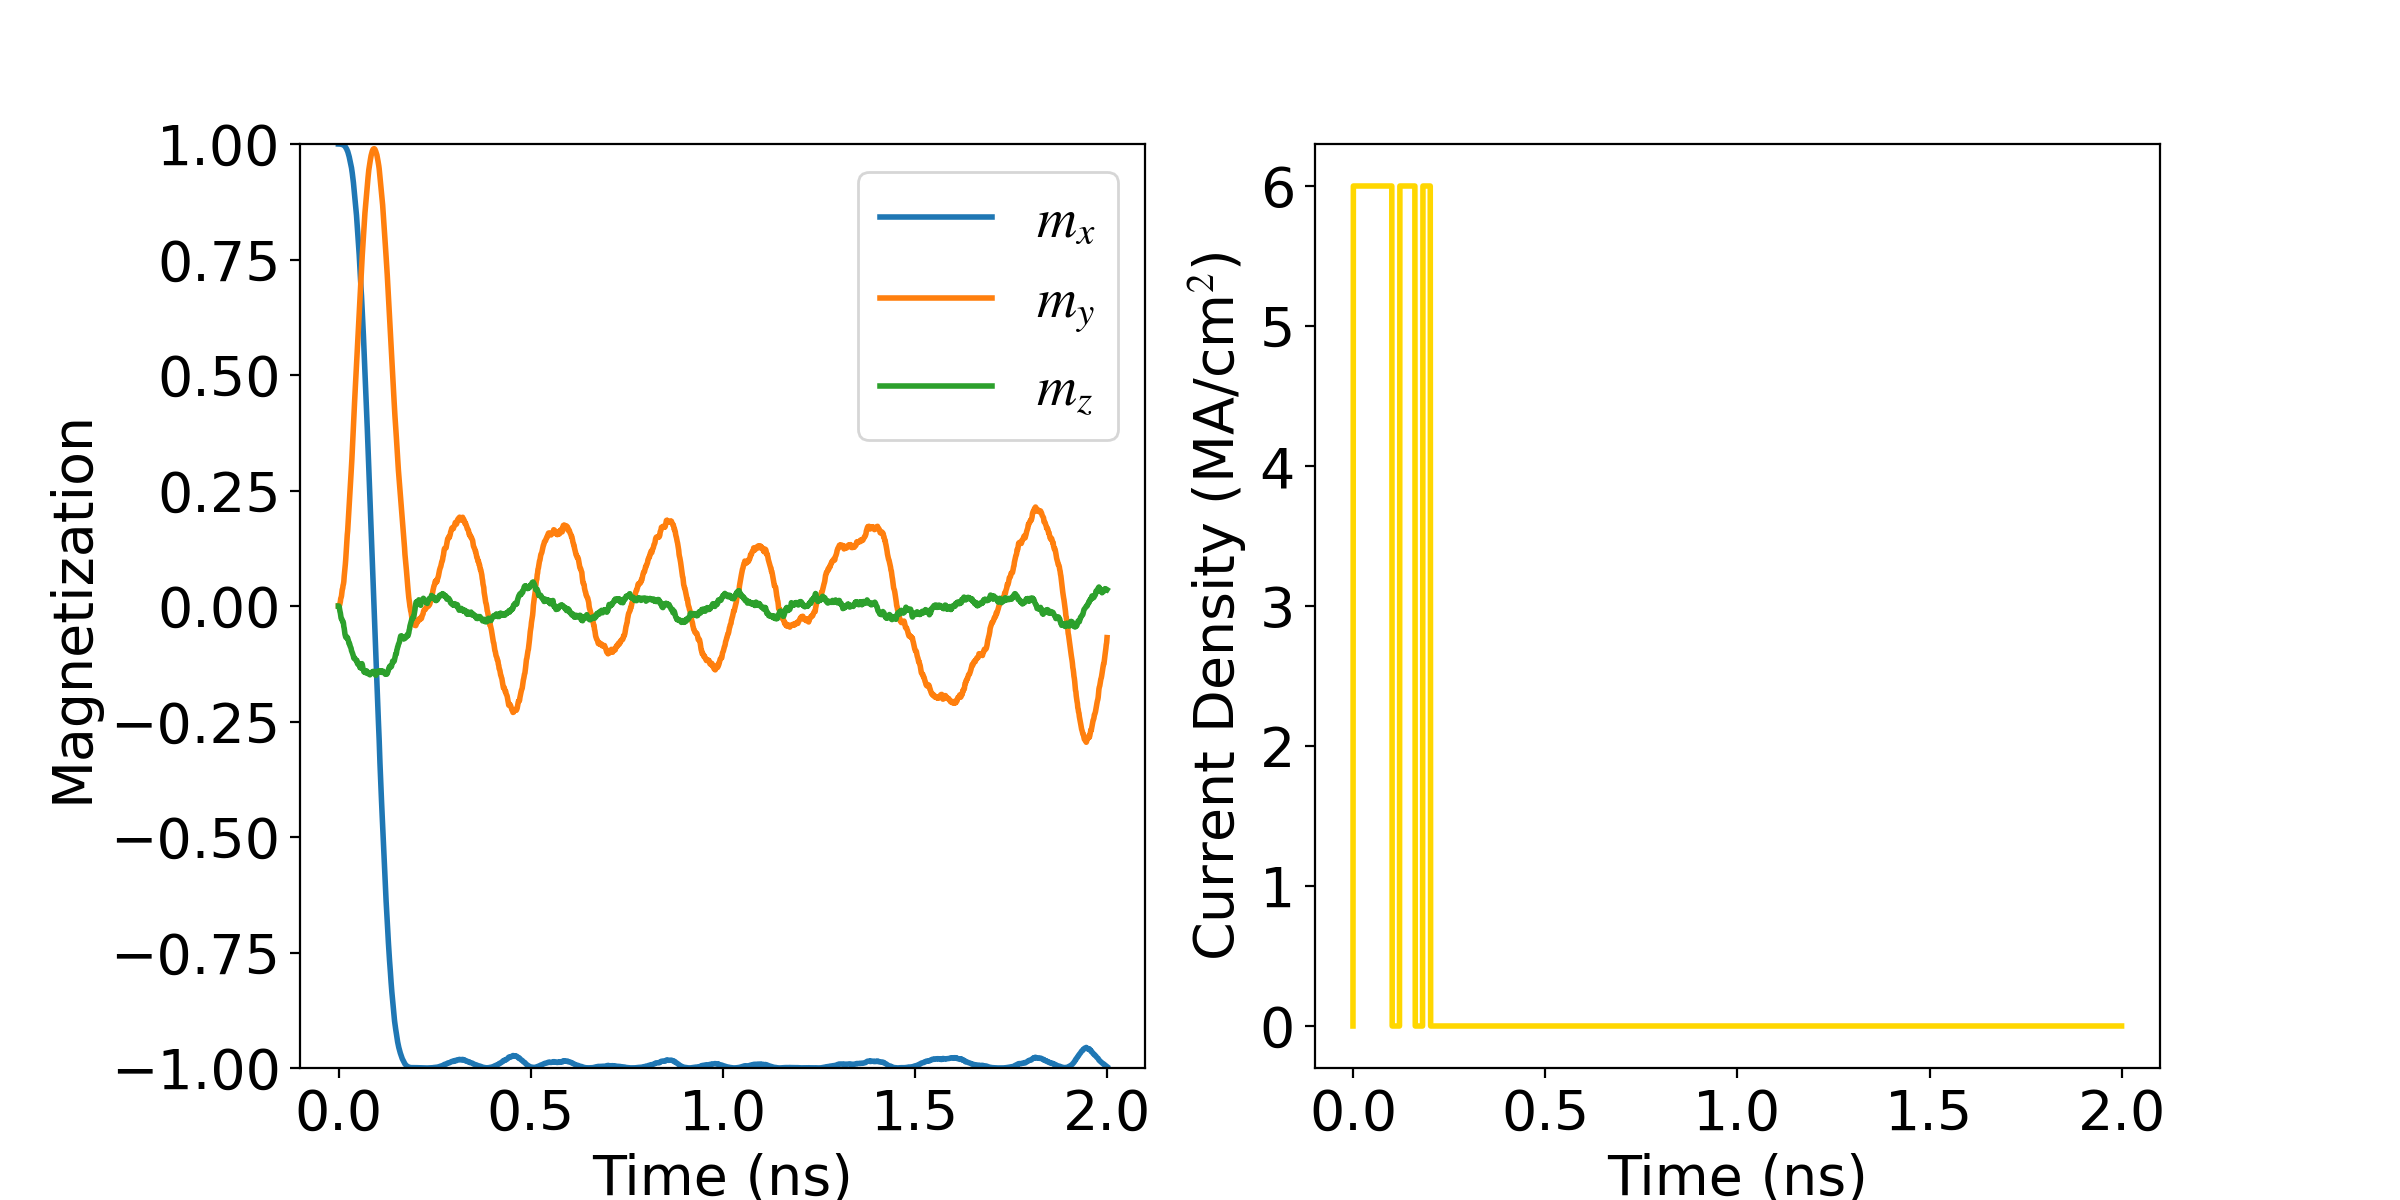 1.00
0.75
0.50
0.25
0.00
−0.25
−0.50
−0.75
−1.00
Magnetization
0.0 0.5 1.0 1.5 2.0
Time (ns)
m_x
m_y
m_z
6
5
4
3
2
1
0
Current Density (MA/cm²)
0.0 0.5 1.0 1.5 2.0
Time (ns)